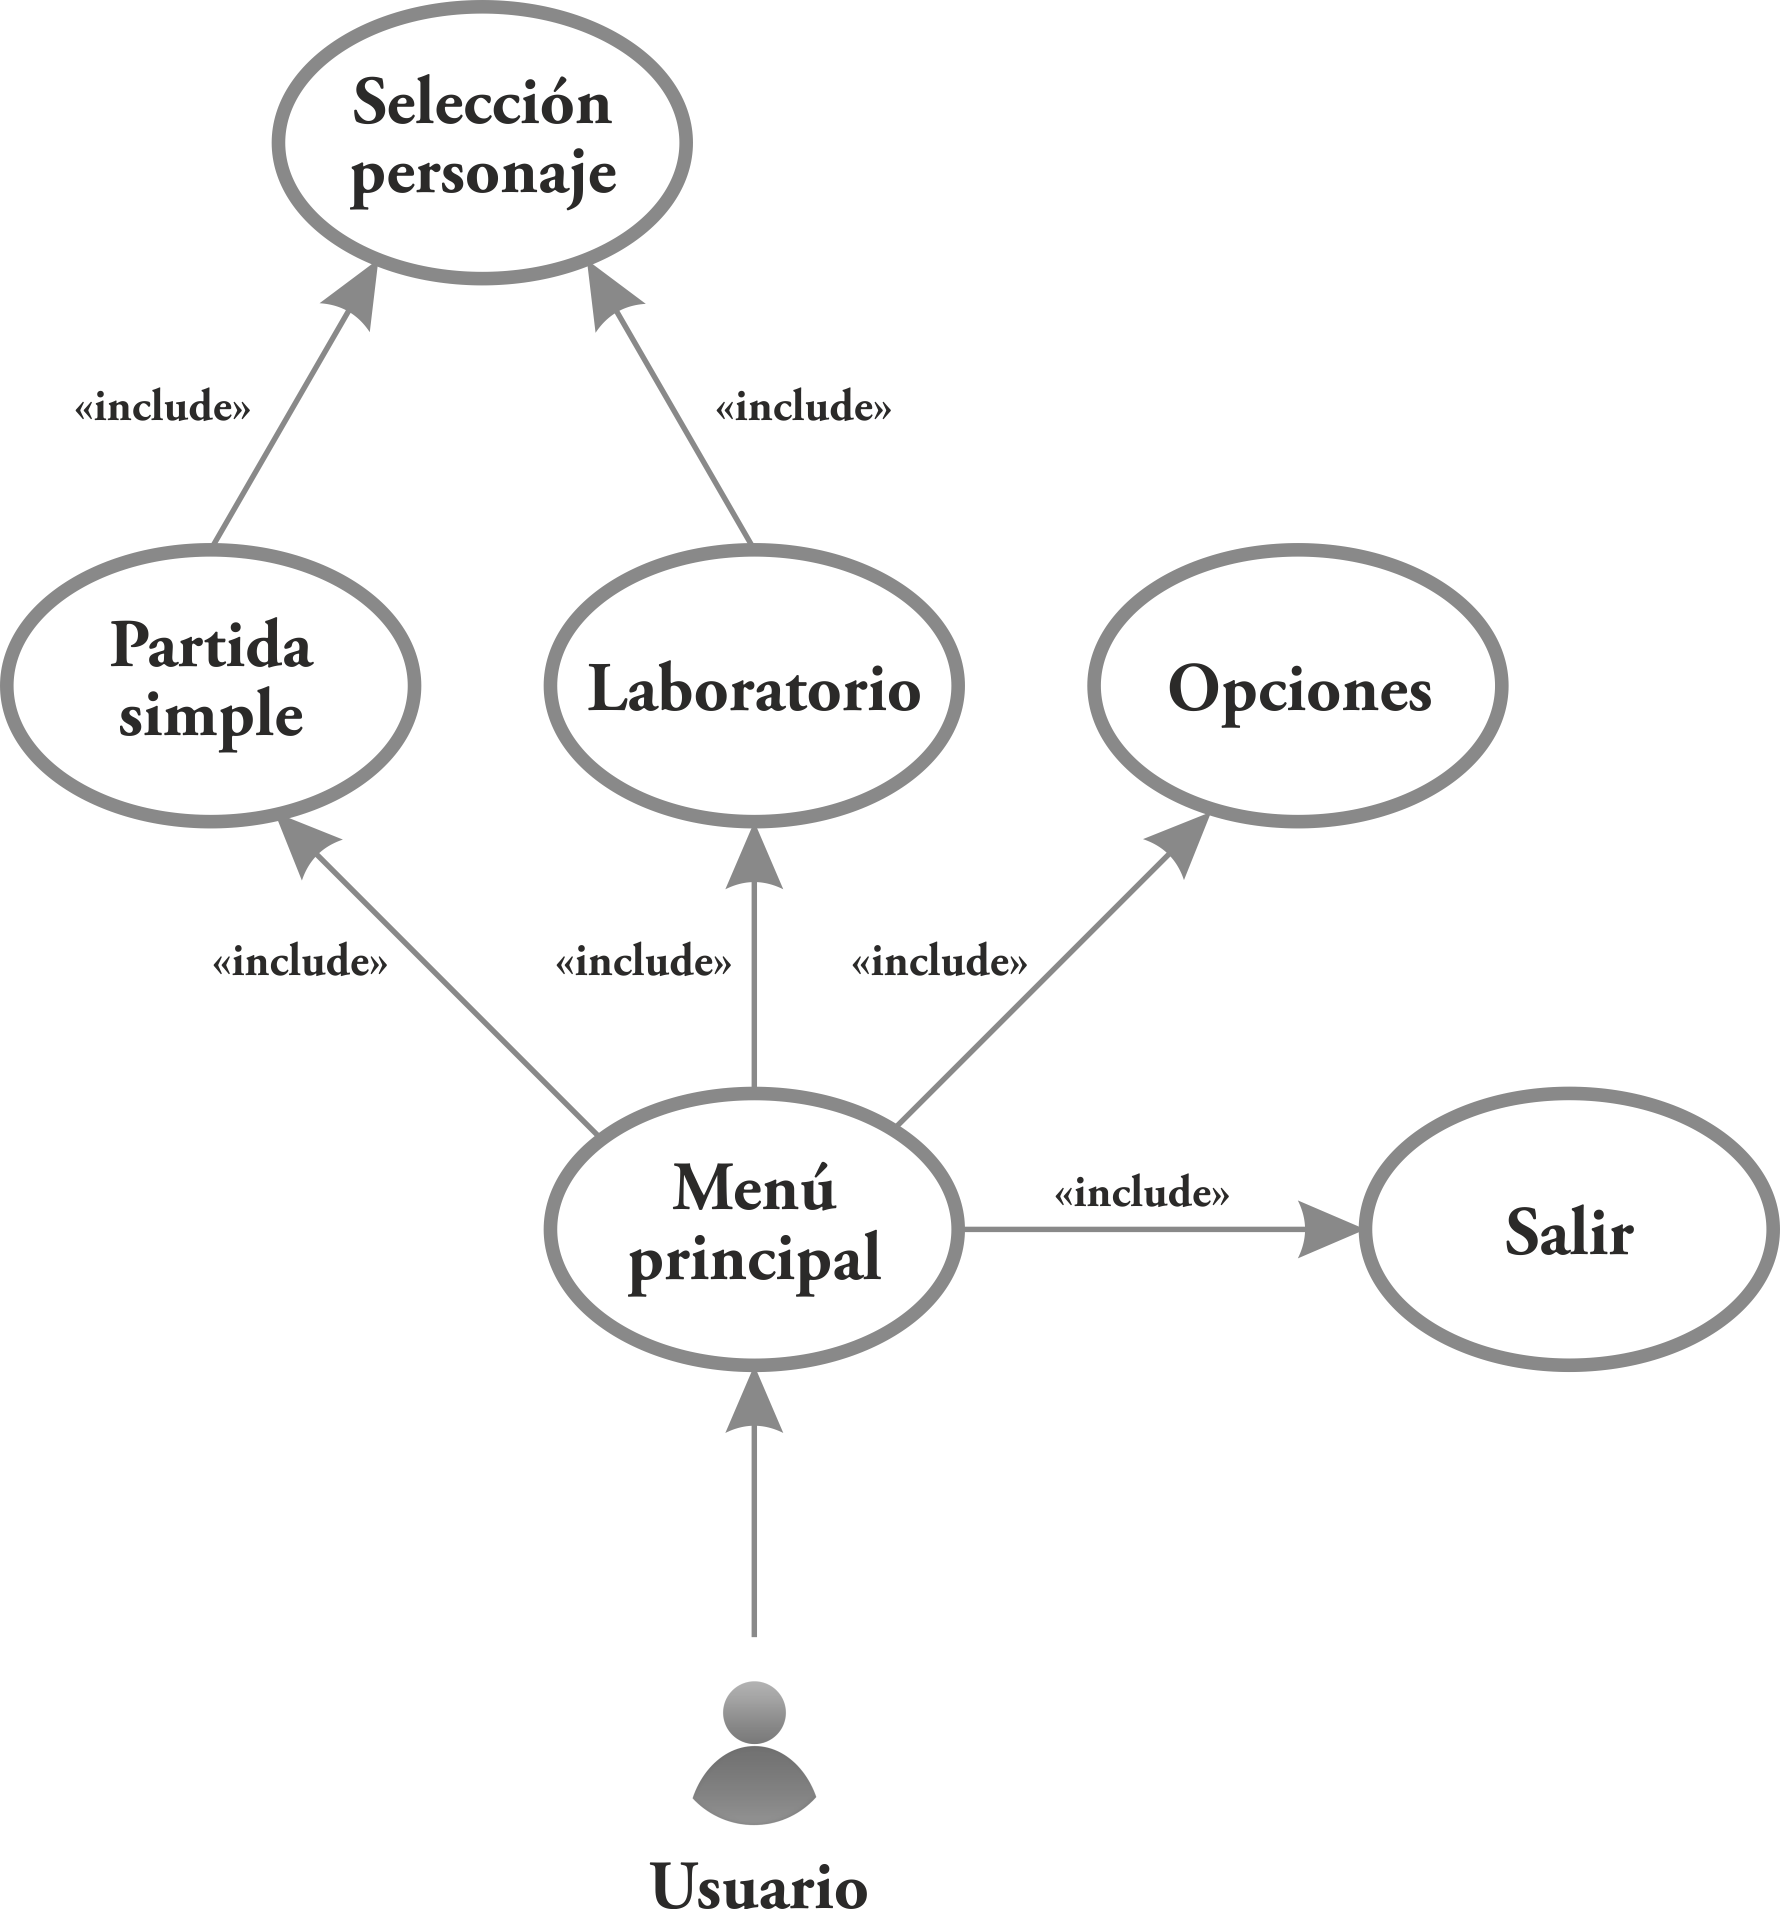 Selección
personaje
«include»
«include»
Partida
simple
Laboratorio
Opciones
«include»
«include»
«include»
Menú
principal
«include»
Salir
Usuario